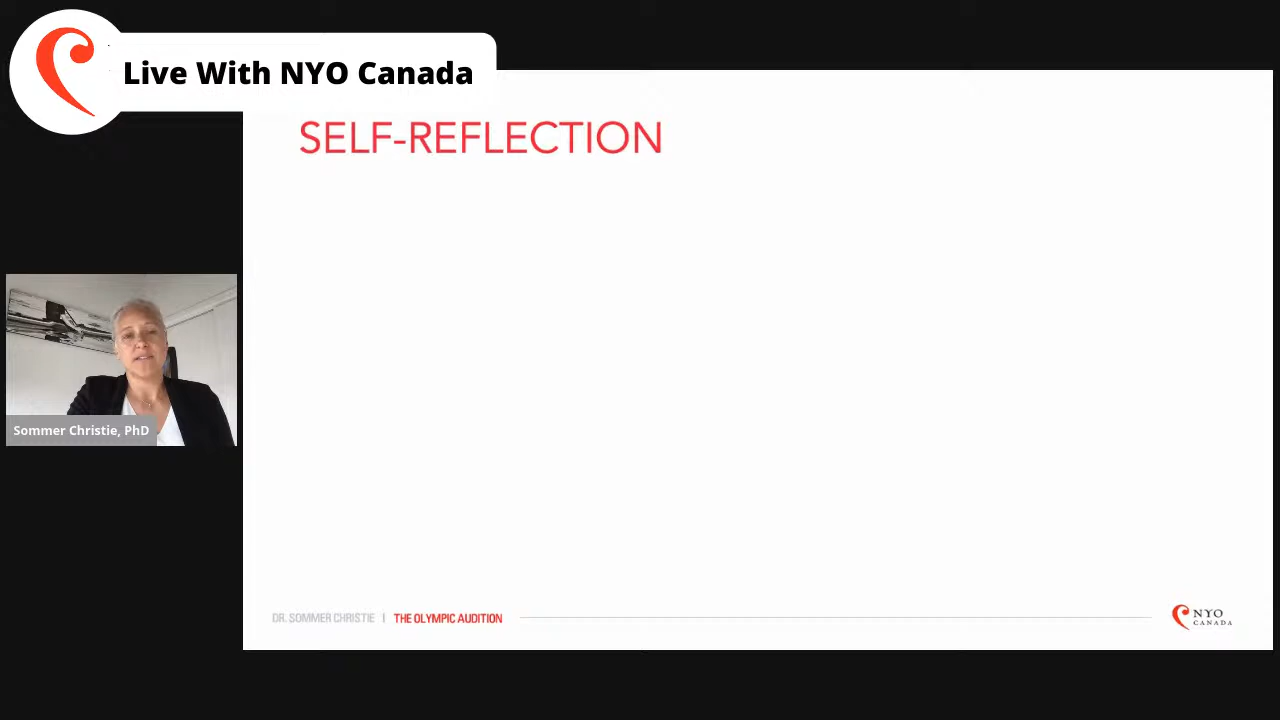 Live With NYO Canada
SELF-REFLECTION
Sommer Christie, PhD
DR. SOMMER CHRISTIE | THE OLYMPIC AUDITION
NYO
CANADA